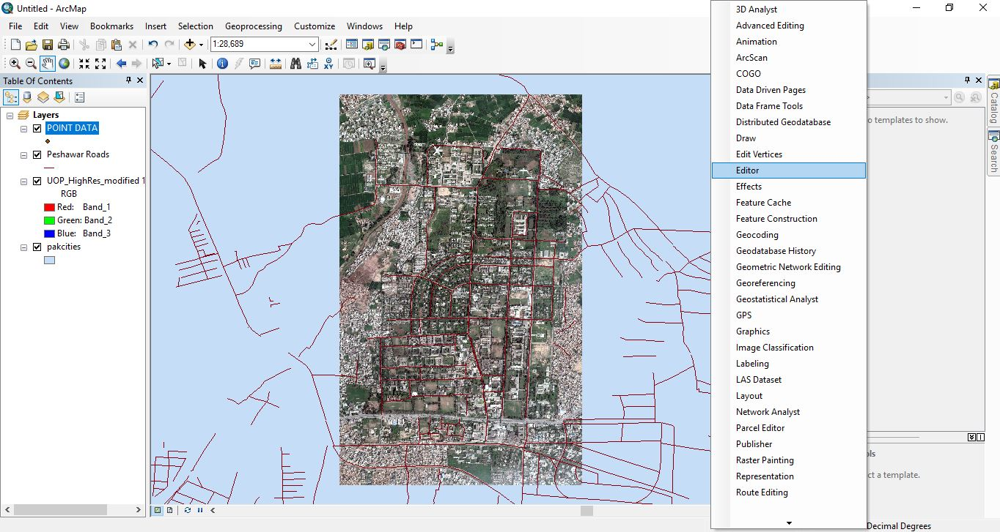 Untitled - ArcMap
File Edit View Bookmarks Insert Selection Geoprocessing Customize Windows Help
1:28,689
Table Of Contents
Layers
POINT DATA
Peshawar Roads
UOP_HighRes_modified 1
RGB
Red: Band_1
Green: Band_2
Blue: Band_3
pakcities
3D Analyst
Advanced Editing
Animation
ArcScan
COGO
Data Driven Pages
Data Frame Tools
Distributed Geodatabase
Draw
Edit Vertices
Editor
Effects
Feature Cache
Feature Construction
Geocoding
Geodatabase History
Geometric Network Editing
Georeferencing
Geostatistical Analyst
GPS
Graphics
Image Classification
Labeling
LAS Dataset
Layout
Network Analyst
Parcel Editor
Publisher
Raster Painting
Representation
Route Editing
o templates to show.
ols
ct a template.
Decimal Degrees
Catalog
Search